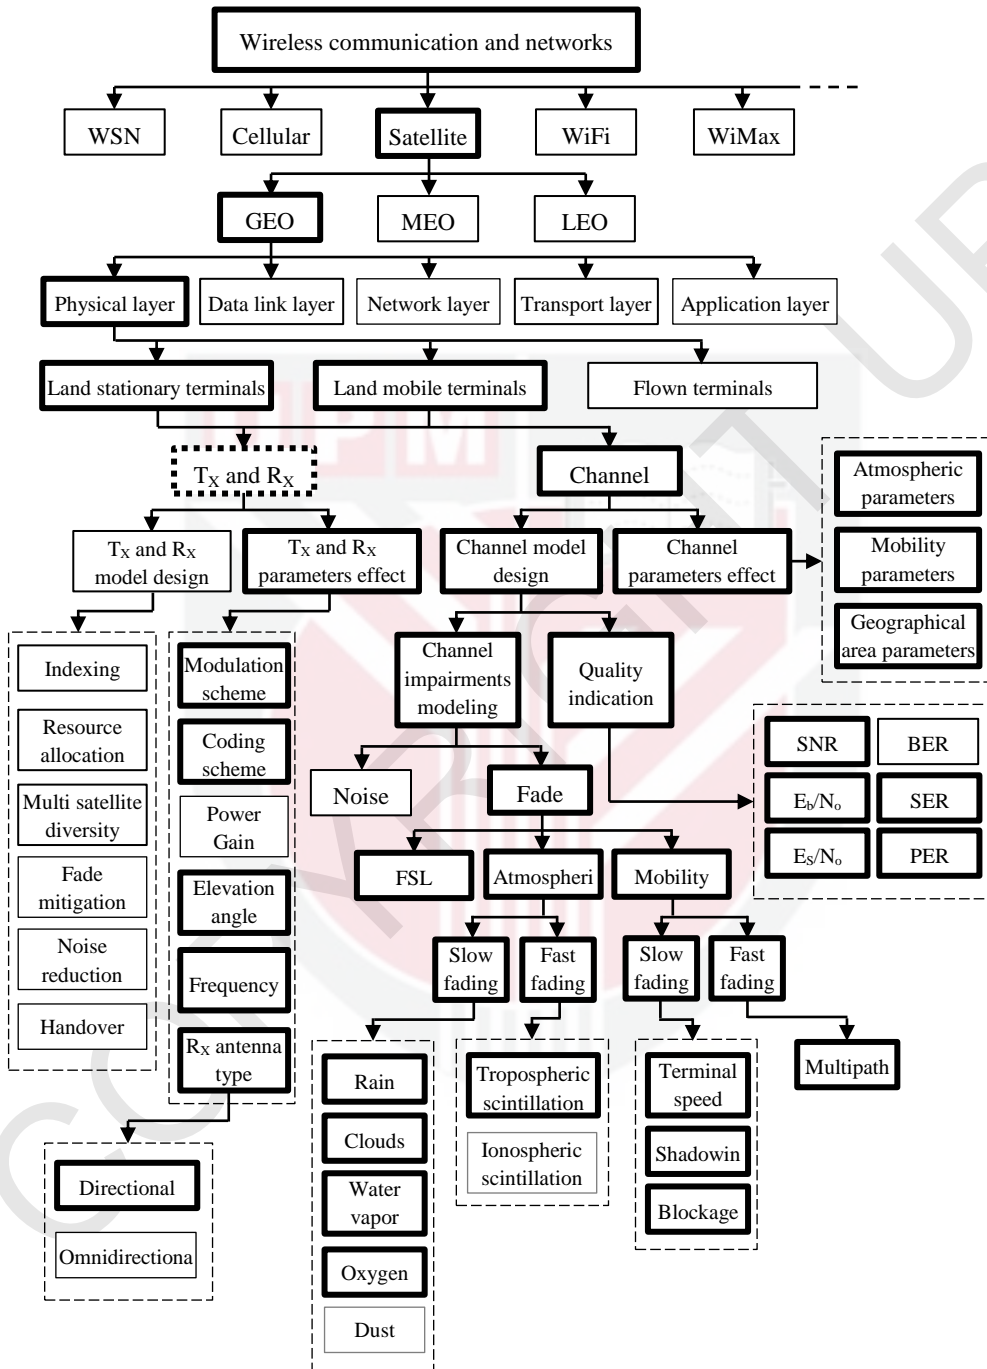 Wireless communication and networks
WSN
Cellular
Satellite
WiFi
WiMax
GEO
MEO
LEO
Physical layer
Data link layer
Network layer
Transport layer
Application layer
Land stationary terminals
Land mobile terminals
Flown terminals
TX and RX
Channel
Atmospheric
parameters
Mobility
parameters
Geographical
area parameters
TX and RX
model design
TX and RX
parameters effect
Channel model
design
Channel
parameters effect
Indexing
Resource
allocation
Multi satellite
diversity
Fade
mitigation
Noise
reduction
Handover
Modulation
scheme
Coding
scheme
Power
Gain
Elevation
angle
Frequency
RX antenna
type
Channel
impairments
modeling
Quality
indication
SNR
BER
Eb/No
SER
ES/No
PER
Noise
Fade
FSL
Atmospheri
Mobility
Slow
fading
Fast
fading
Slow
fading
Fast
fading
Rain
Clouds
Water
vapor
Oxygen
Dust
Tropospheric
scintillation
Ionospheric
scintillation
Terminal
speed
Shadowin
Blockage
Multipath
Directional
Omnidirectiona
UPM
COPYRIGHT UP